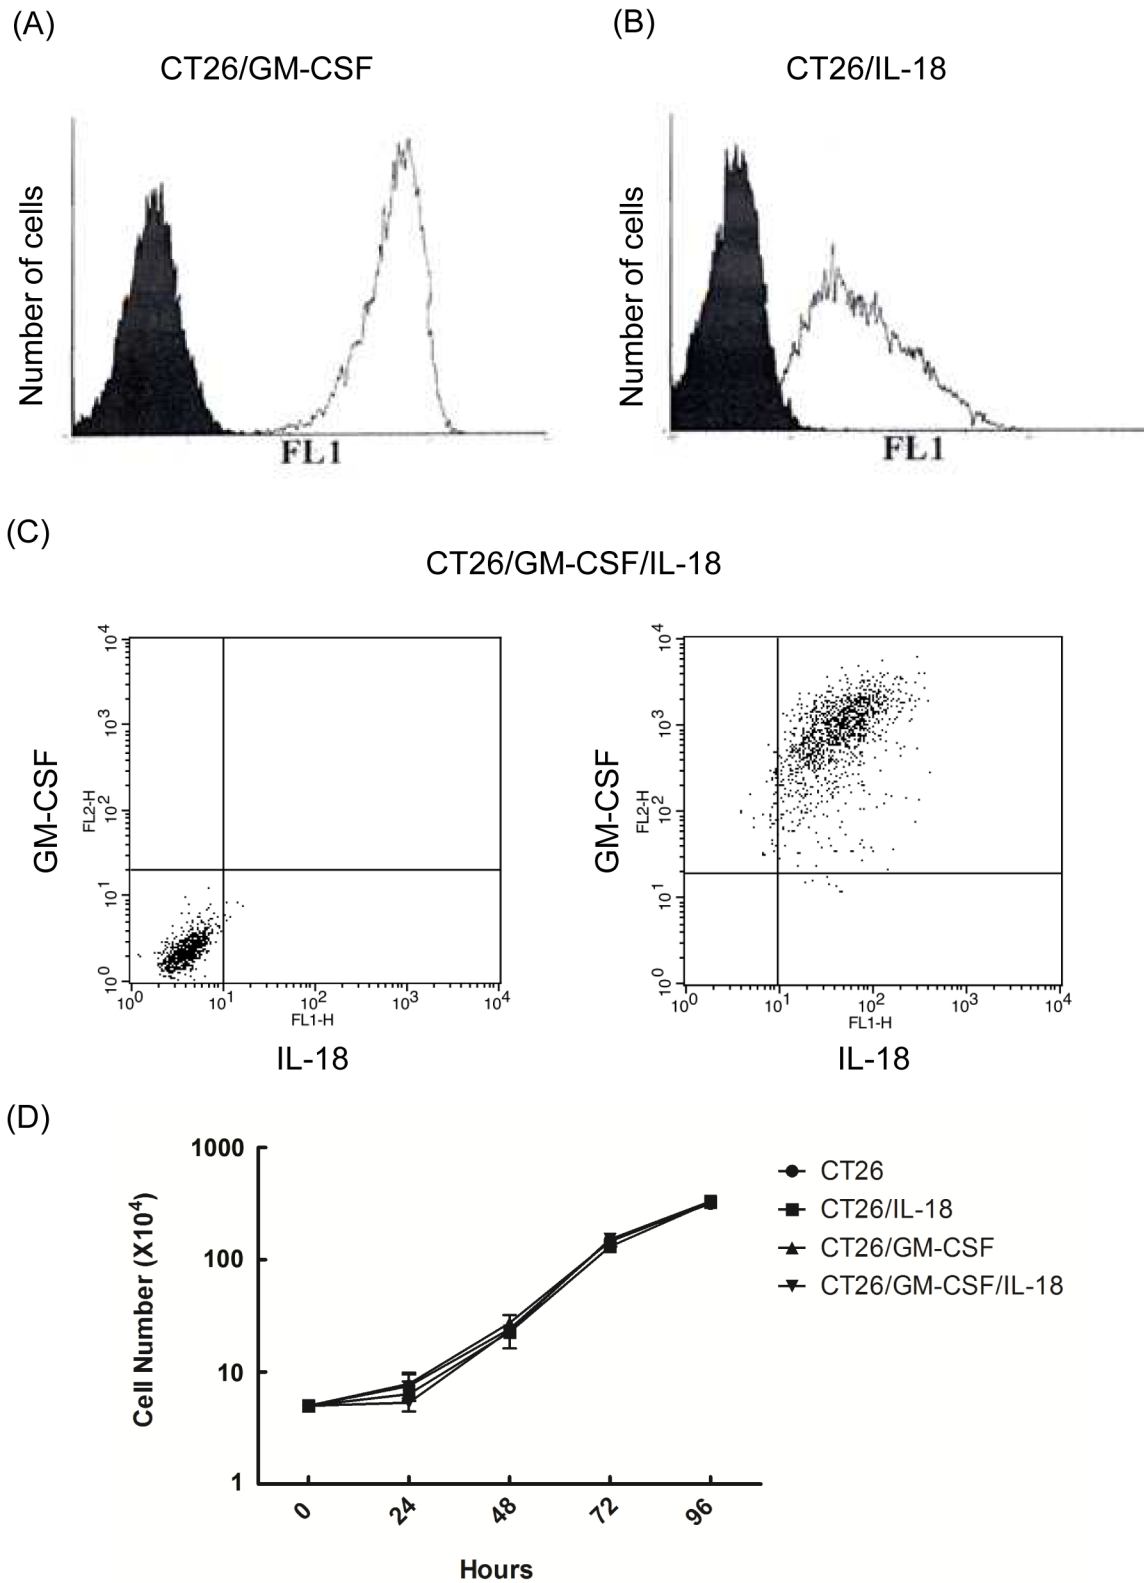 (A)
CT26/GM-CSF
Number of cells
FL1
(B)
CT26/IL-18
Number of cells
FL1
(C)
CT26/GM-CSF/IL-18
GM-CSF
FL2-H
10^4
10^3
10^2
10^1
10^0
10^0 10^1 10^2 10^3 10^4
FL1-H
IL-18
GM-CSF
FL2-H
10^4
10^3
10^2
10^1
10^0
10^0 10^1 10^2 10^3 10^4
FL1-H
IL-18
(D)
Cell Number (X10^4)
1000
100
10
1
0 24 48 72 96
Hours
CT26
CT26/IL-18
CT26/GM-CSF
CT26/GM-CSF/IL-18